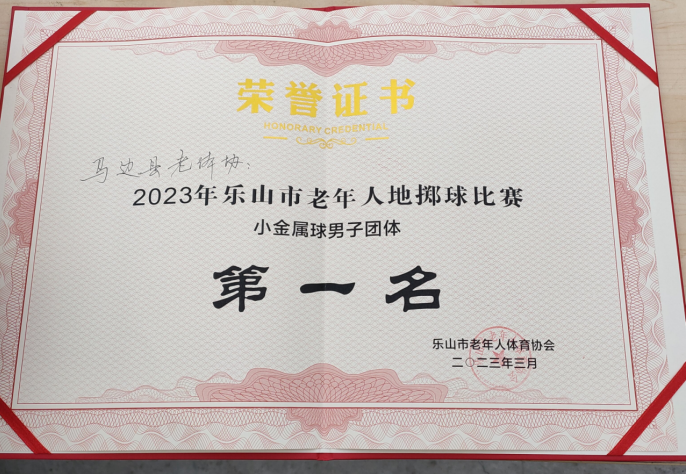 荣誉证书
HONORARY CREDENTIAL
马边县老体协:
2023年乐山市老年人地掷球比赛
小金属球男子团体
第一名
乐山市老年人体育协会
二〇二三年三月